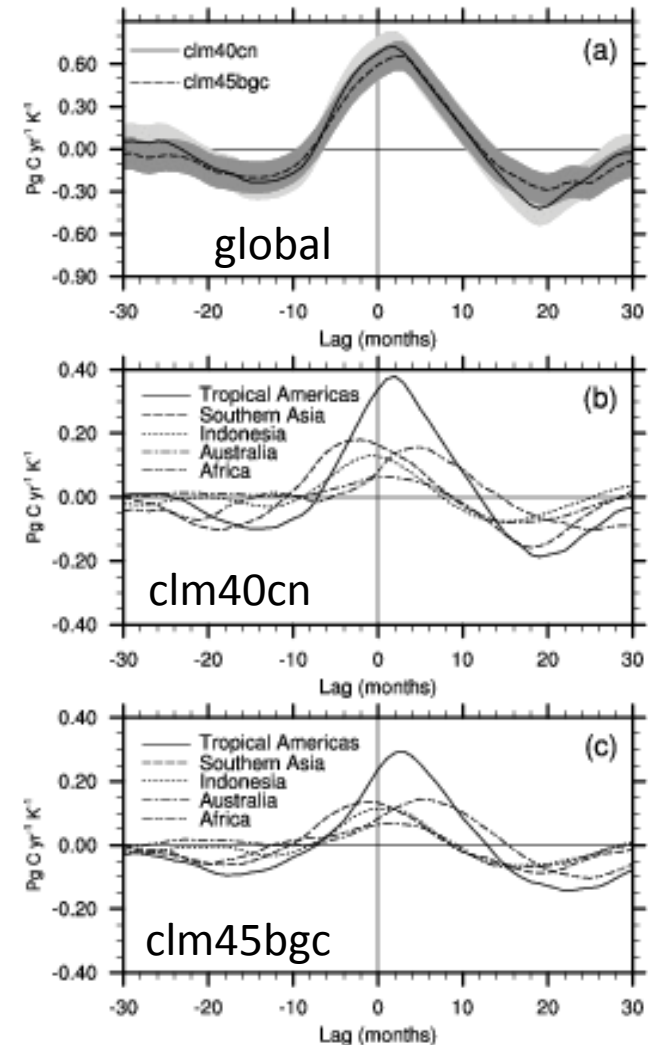 clm40cn
clm45bgc
(a)
0.60
0.30
0.00
-0.30
-0.60
-0.90
Pg C yr⁻¹ K⁻¹
global
-30 -20 -10 0 10 20 30
Lag (months)
0.40
0.20
0.00
-0.20
-0.40
Pg C yr⁻¹ K⁻¹
Tropical Americas
Southern Asia
Indonesia
Australia
Africa
(b)
clm40cn
-30 -20 -10 0 10 20 30
Lag (months)
0.40
0.20
0.00
-0.20
-0.40
Pg C yr⁻¹ K⁻¹
Tropical Americas
Southern Asia
Indonesia
Australia
Africa
(c)
clm45bgc
-30 -20 -10 0 10 20 30
Lag (months)